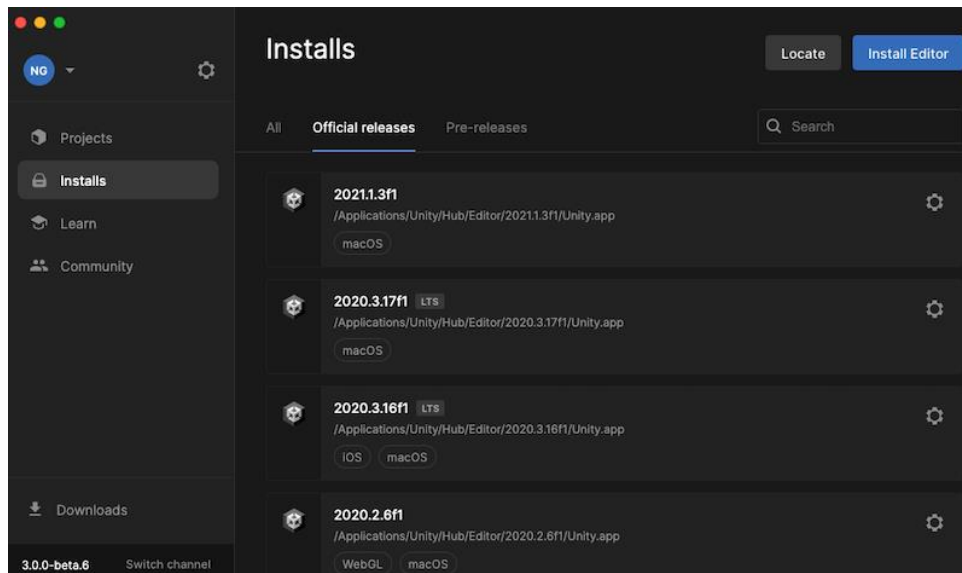 NG
Projects
Installs
Learn
Community
Downloads
3.0.0-beta.6 Switch channel
Installs
Locate Install Editor
All Official releases Pre-releases
Search
2021.1.3f1
/Applications/Unity/Hub/Editor/2021.1.3f1/Unity.app
macOS
2020.3.17f1 LTS
/Applications/Unity/Hub/Editor/2020.3.17f1/Unity.app
macOS
2020.3.16f1 LTS
/Applications/Unity/Hub/Editor/2020.3.16f1/Unity.app
iOS macOS
2020.2.6f1
/Applications/Unity/Hub/Editor/2020.2.6f1/Unity.app
WebGL macOS